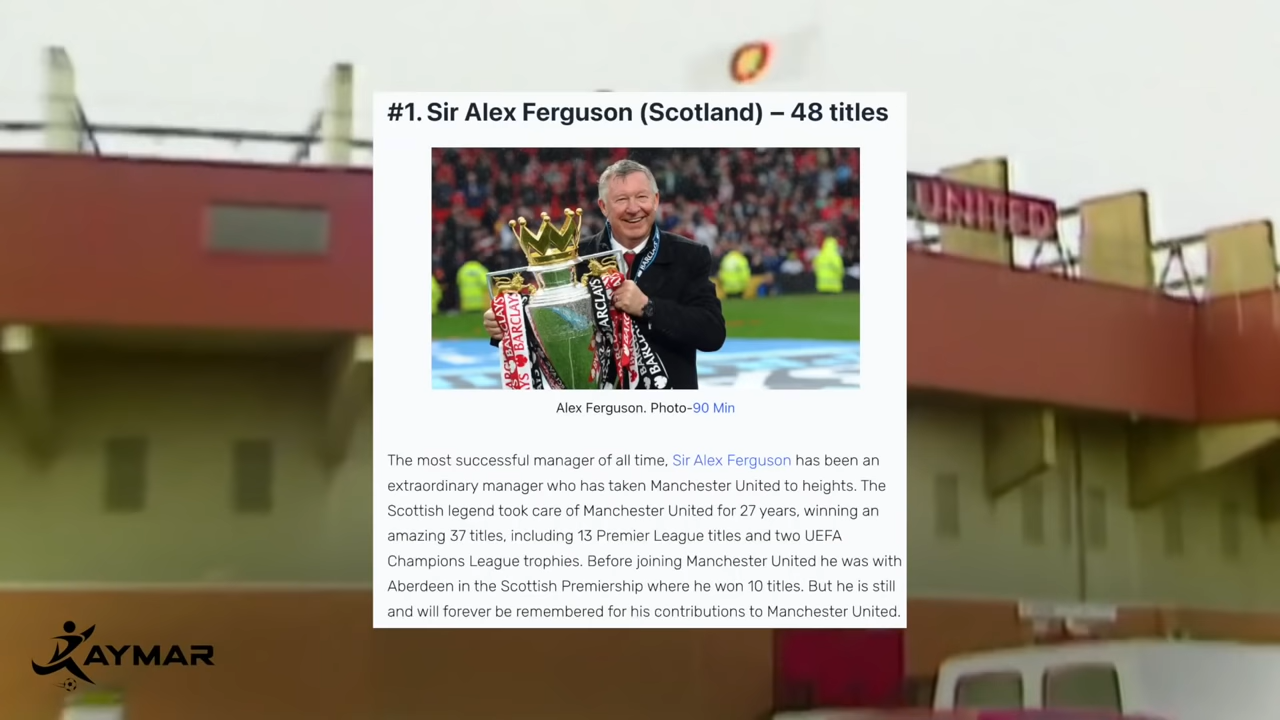 #1. Sir Alex Ferguson (Scotland) – 48 titles
UNITED
BARCLAYS
BARCLAYS
BARCLAYS
BARCLAYS
Alex Ferguson. Photo-90 Min
The most successful manager of all time, Sir Alex Ferguson has been an
extraordinary manager who has taken Manchester United to heights. The
Scottish legend took care of Manchester United for 27 years, winning an
amazing 37 titles, including 13 Premier League titles and two UEFA
Champions League trophies. Before joining Manchester United he was with
Aberdeen in the Scottish Premiership where he won 10 titles. But he is still
and will forever be remembered for his contributions to Manchester United.
KAYMAR